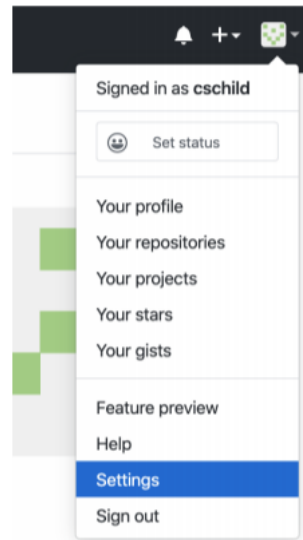 Signed in as cschild
Set status
Your profile
Your repositories
Your projects
Your stars
Your gists
Feature preview
Help
Settings
Sign out